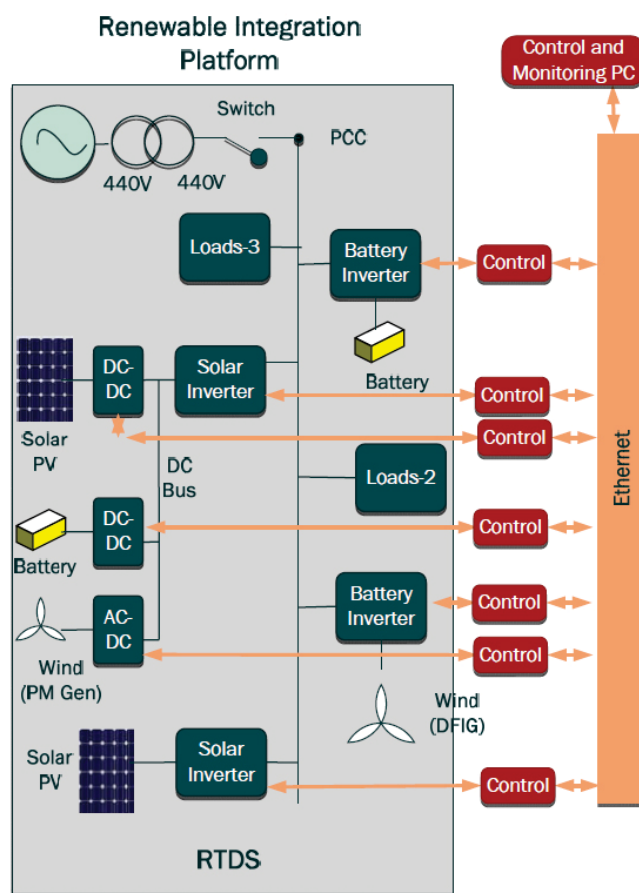 Renewable Integration
Platform
Control and
Monitoring PC
Switch
PCC
440V
440V
Loads-3
Battery
Inverter
Control
Battery
Solar
PV
DC-
DC
Solar
Inverter
Control
Control
DC
Bus
Loads-2
Ethernet
Battery
DC-
DC
Control
Wind
(PM Gen)
AC-
DC
Battery
Inverter
Control
Control
Wind
(DFIG)
Solar
PV
Solar
Inverter
Control
RTDS